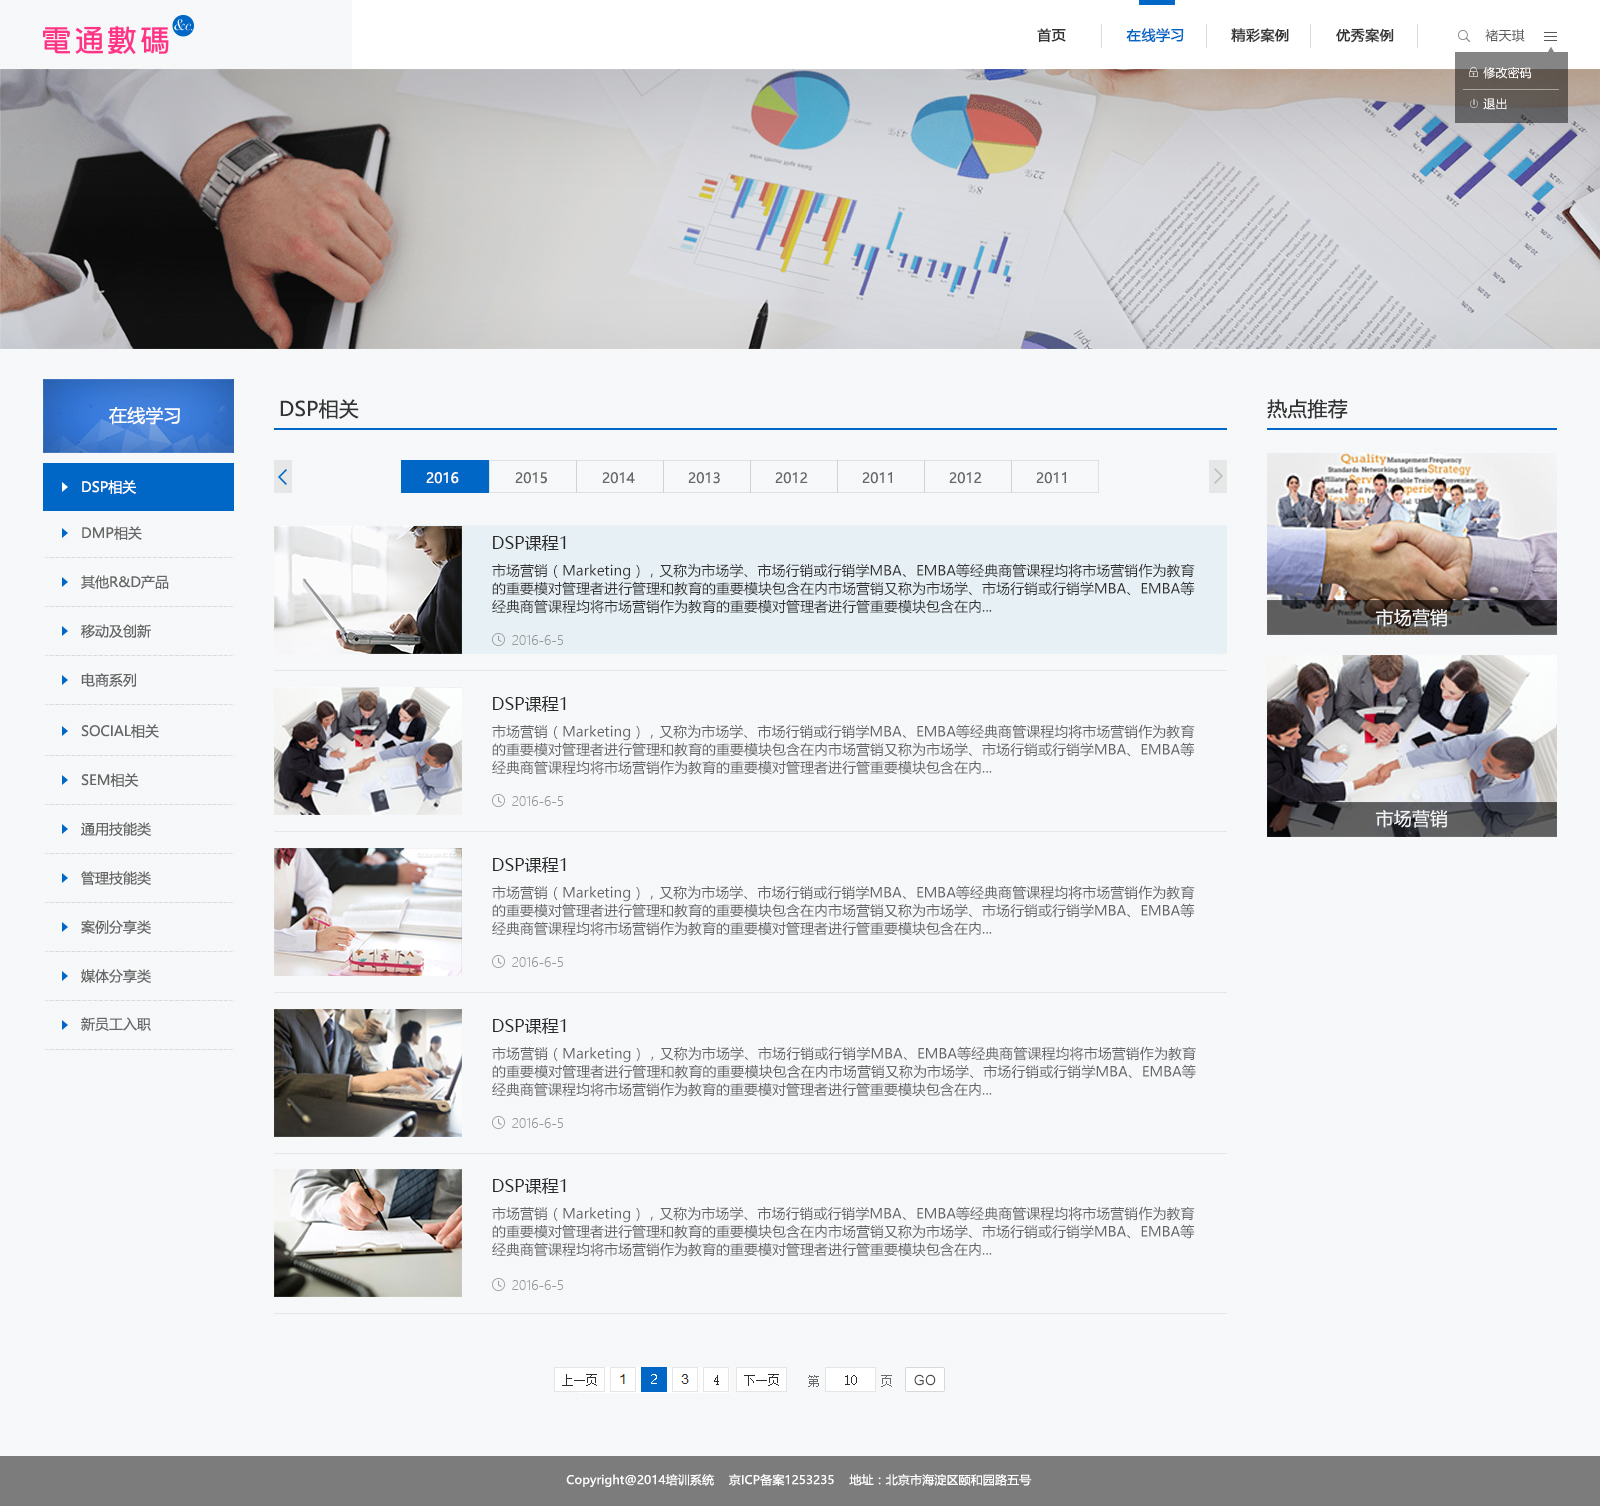 電通數碼 &c.
首页 在线学习 精彩案例 优秀案例 褚天琪
修改密码
退出
在线学习
DSP相关
DMP相关
其他R&D产品
移动及创新
电商系列
SOCIAL相关
SEM相关
通用技能类
管理技能类
案例分享类
媒体分享类
新员工入职
DSP相关
2016 2015 2014 2013 2012 2011 2012 2011
DSP课程1
市场营销（Marketing），又称为市场学、市场行销或行销学MBA、EMBA等经典商管课程均将市场营销作为教育
的重要模对管理者进行管理和教育的重要模块包含在内市场营销又称为市场学、市场行销或行销学MBA、EMBA等
经典商管课程均将市场营销作为教育的重要模对管理者进行管重要模块包含在内...
2016-6-5
DSP课程1
市场营销（Marketing），又称为市场学、市场行销或行销学MBA、EMBA等经典商管课程均将市场营销作为教育
的重要模对管理者进行管理和教育的重要模块包含在内市场营销又称为市场学、市场行销或行销学MBA、EMBA等
经典商管课程均将市场营销作为教育的重要模对管理者进行管重要模块包含在内...
2016-6-5
DSP课程1
市场营销（Marketing），又称为市场学、市场行销或行销学MBA、EMBA等经典商管课程均将市场营销作为教育
的重要模对管理者进行管理和教育的重要模块包含在内市场营销又称为市场学、市场行销或行销学MBA、EMBA等
经典商管课程均将市场营销作为教育的重要模对管理者进行管重要模块包含在内...
2016-6-5
DSP课程1
市场营销（Marketing），又称为市场学、市场行销或行销学MBA、EMBA等经典商管课程均将市场营销作为教育
的重要模对管理者进行管理和教育的重要模块包含在内市场营销又称为市场学、市场行销或行销学MBA、EMBA等
经典商管课程均将市场营销作为教育的重要模对管理者进行管重要模块包含在内...
2016-6-5
DSP课程1
市场营销（Marketing），又称为市场学、市场行销或行销学MBA、EMBA等经典商管课程均将市场营销作为教育
的重要模对管理者进行管理和教育的重要模块包含在内市场营销又称为市场学、市场行销或行销学MBA、EMBA等
经典商管课程均将市场营销作为教育的重要模对管理者进行管重要模块包含在内...
2016-6-5
热点推荐
Quality Management Frequency
Standards Networking Skill Sets Strategy
市场营销
市场营销
上一页 1 2 3 4 下一页 第 10 页 GO
Copyright@2014培训系统 京ICP备案1253235 地址：北京市海淀区颐和园路五号